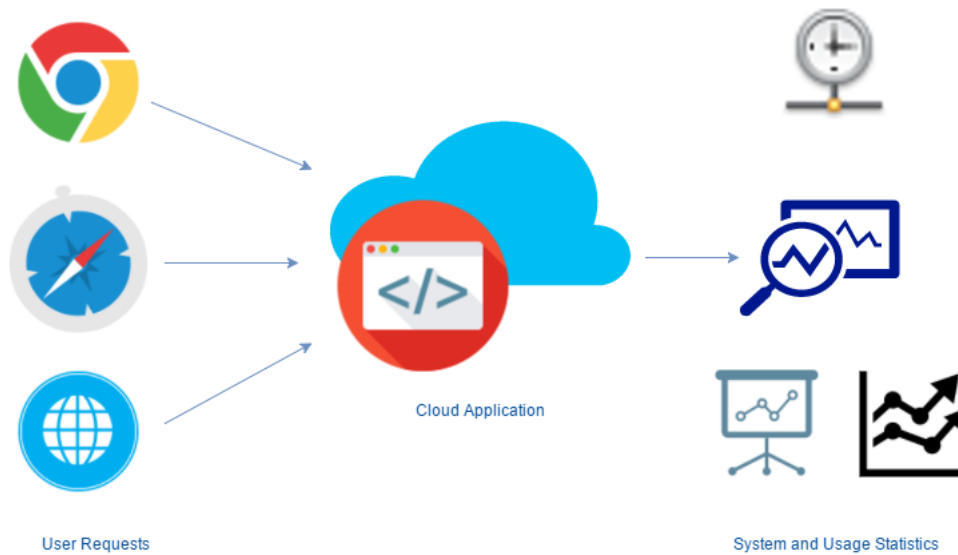 </>
Cloud Application
User Requests
System and Usage Statistics